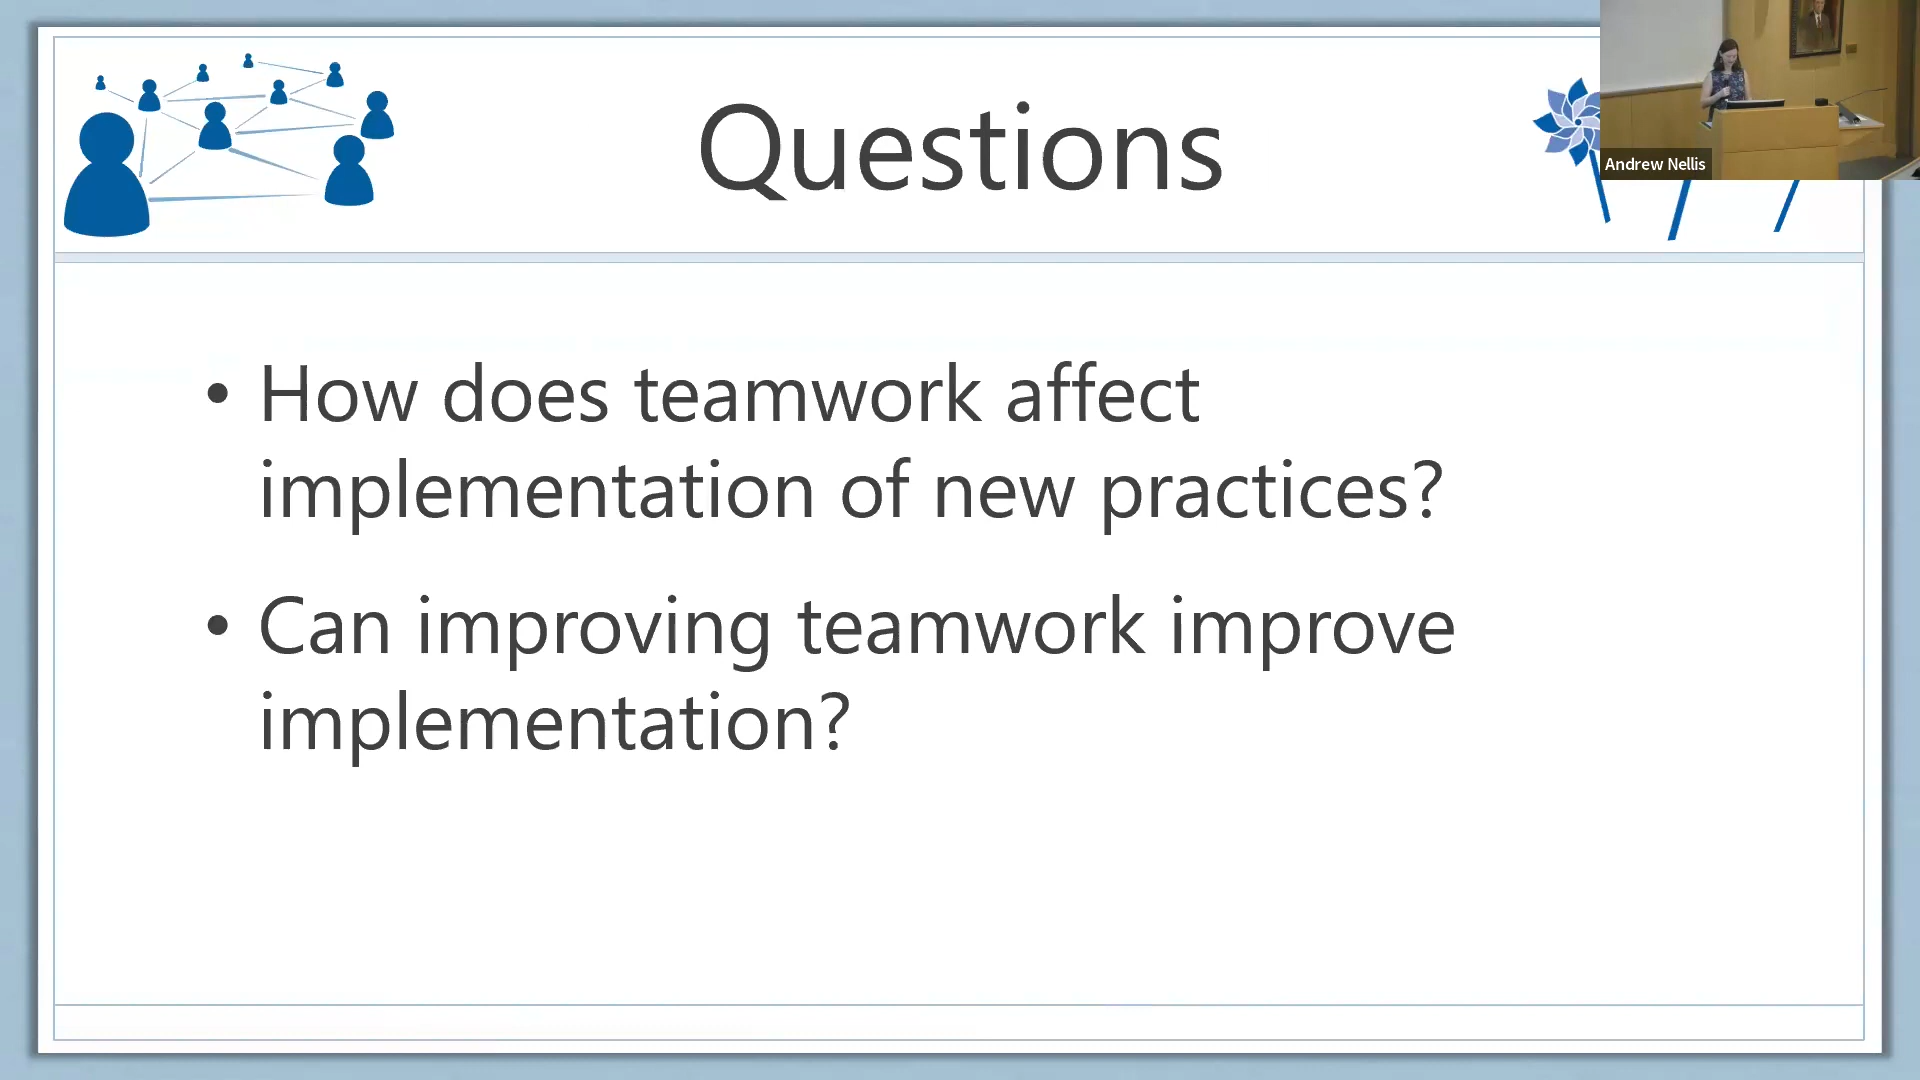 Questions
Andrew Nellis
• How does teamwork affect
implementation of new practices?
• Can improving teamwork improve
implementation?